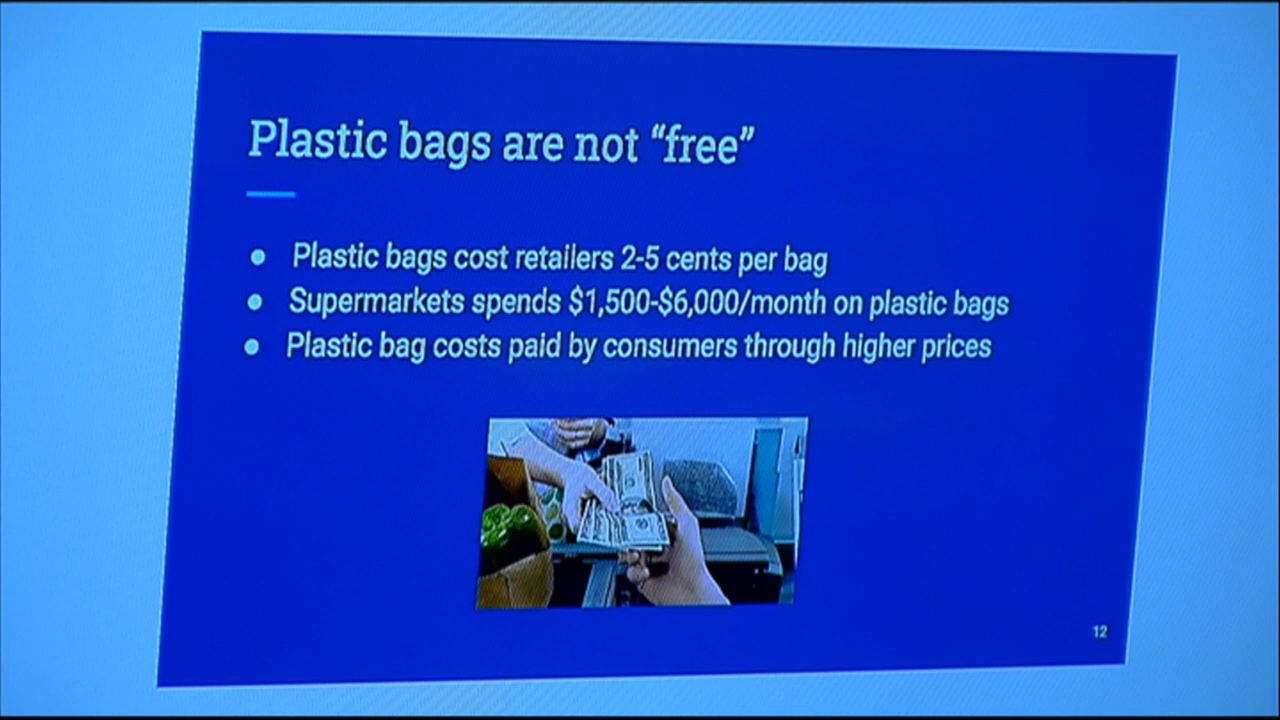 Plastic bags are not “free”
● Plastic bags cost retailers 2-5 cents per bag
● Supermarkets spends $1,500-$6,000/month on plastic bags
● Plastic bag costs paid by consumers through higher prices
12